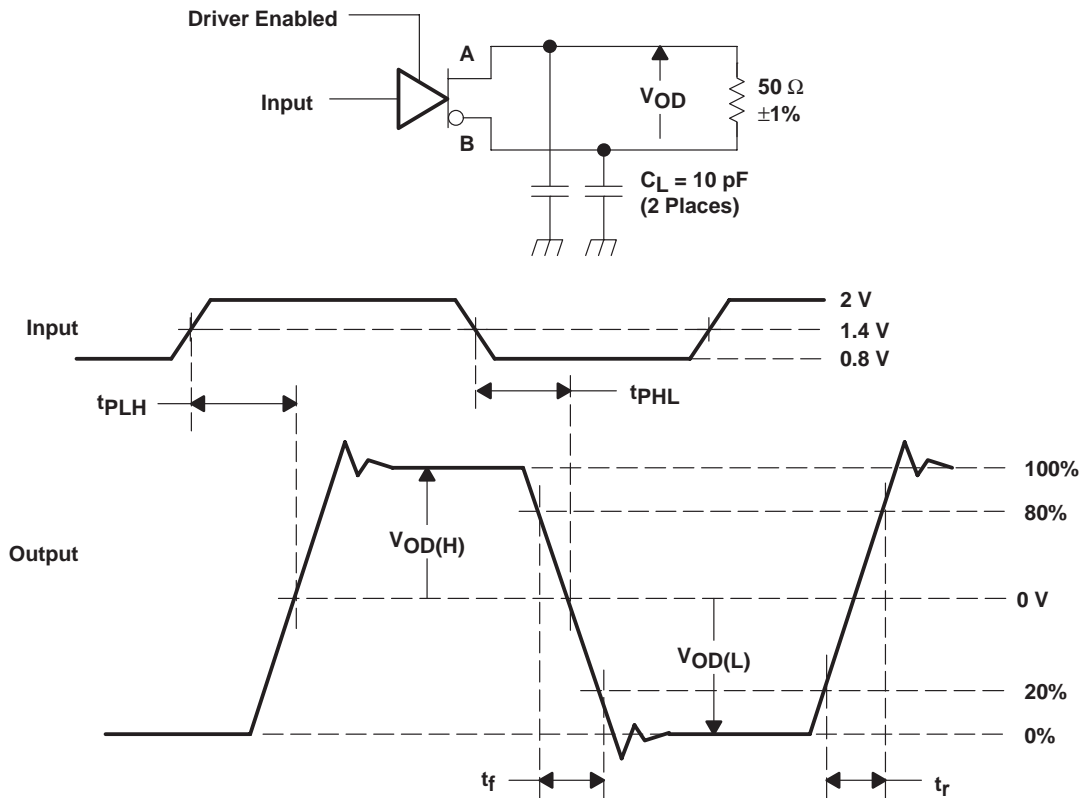 Driver Enabled
A
Input
B
VOD
50 Ω
±1%
CL = 10 pF
(2 Places)
Input
2 V
1.4 V
0.8 V
tPLH
tPHL
100%
80%
Output
VOD(H)
0 V
VOD(L)
20%
0%
tf
tr